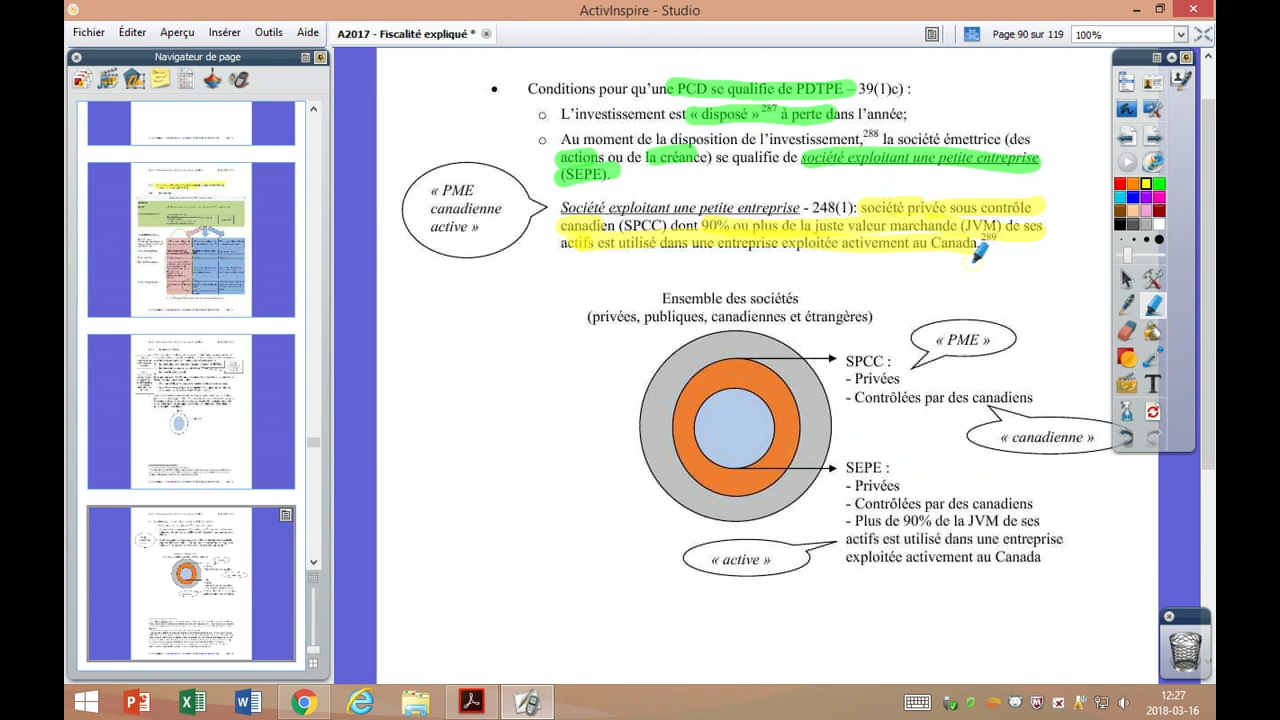 ActivInspire - Studio
Fichier Éditer Aperçu Insérer Outils Aide
A2017 - Fiscalité expliqué *
Page 90 sur 119
100%
Navigateur de page
• Conditions pour qu'une PCD se qualifie de PDTPE – 39(1)c) :
o L'investissement est « disposé » 287 à perte dans l'année;
o Au moment de la disposition de l'investissement,288 la société émettrice (des
actions ou de la créance) se qualifie de société exploitant une petite entreprise
(SEPE).
« PME
canadienne
active »
Société exploitant une petite entreprise - 248(1): société privée sous contrôle
canadien (SPCC) dont 90% ou plus de la juste valeur marchande (JVM) de ses
actifs est utilisé dans une entreprise exploitée activement au Canada.289
Ensemble des sociétés
(privées, publiques, canadiennes et étrangères)
« PME »
SPCC :
- Privées
- Contrôlées par des canadiens
« canadienne »
SEPE :
- Privées
- Contrôlées par des canadiens
- Plus de 90% de la JVM de ses
actifs est utilisé dans une entreprise
exploitée activement au Canada
« active »
12:27
2018-03-16